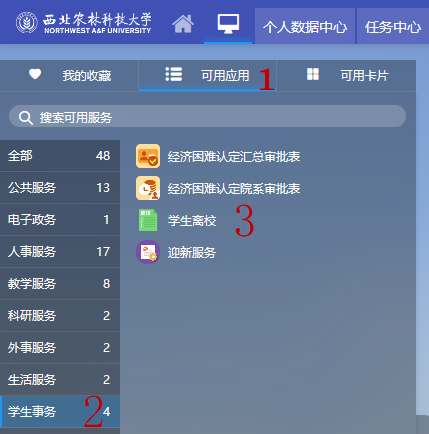 西北农林科技大学
NORTHWEST A&F UNIVERSITY
个人数据中心 任务中心
我的收藏 可用应用 1 可用卡片
搜索可用服务
全部 48
公共服务 13
电子政务 1
人事服务 17
教学服务 8
科研服务 2
外事服务 2
生活服务 2
学生事务 2 4
经济困难认定汇总审批表
经济困难认定院系审批表
学生离校 3
迎新服务